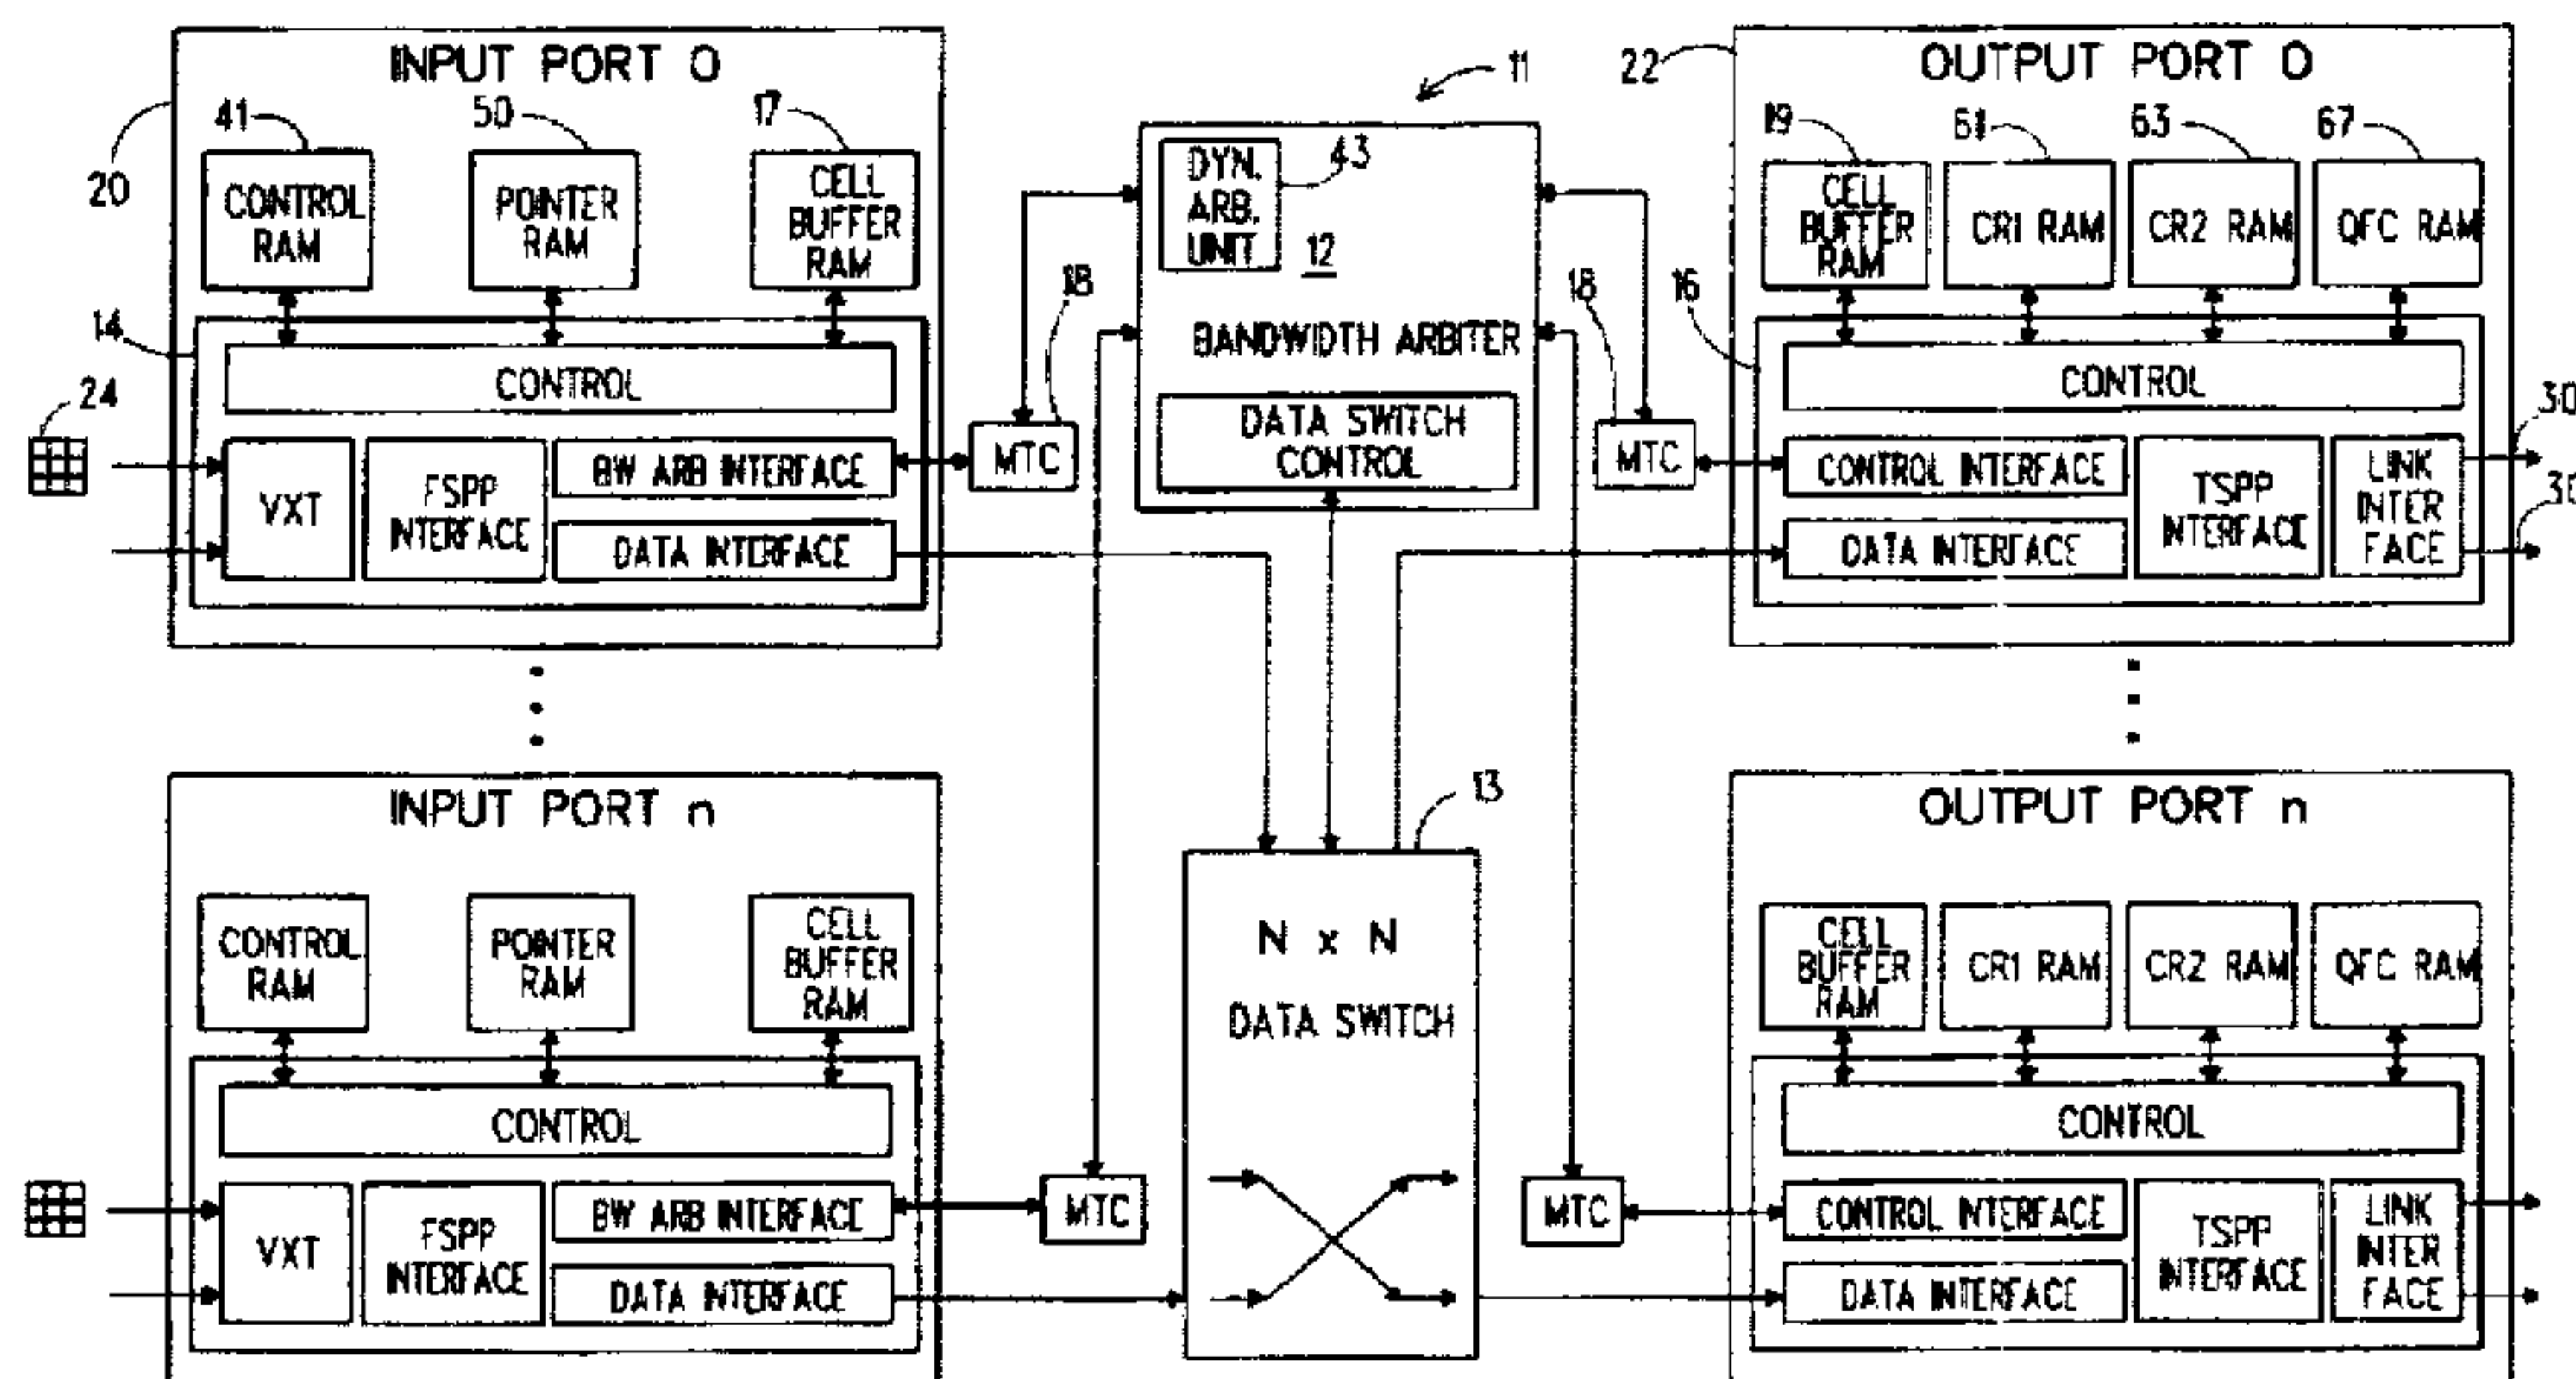 INPUT PORT 0
20
41
50
17
CONTROL
RAM
POINTER
RAM
CELL
BUFFER
RAM
14
CONTROL
24
VXT
FSPP
INTERFACE
BW ARB INTERFACE
DATA INTERFACE
18
MTC
11
DYN.
ARB.
UNIT
43
12
BANDWIDTH ARBITER
DATA SWITCH
CONTROL
18
MTC
OUTPUT PORT 0
22
19
61
63
67
CELL
BUFFER
RAM
CR1 RAM
CR2 RAM
QFC RAM
16
CONTROL
CONTROL INTERFACE
DATA INTERFACE
TSPP
INTERFACE
LINK
INTER
FACE
30
30
INPUT PORT n
CONTROL
RAM
POINTER
RAM
CELL
BUFFER
RAM
CONTROL
VXT
FSPP
INTERFACE
BW ARB INTERFACE
DATA INTERFACE
MTC
13
N x N
DATA SWITCH
MTC
OUTPUT PORT n
CELL
BUFFER
RAM
CR1 RAM
CR2 RAM
QFC RAM
CONTROL
CONTROL INTERFACE
DATA INTERFACE
TSPP
INTERFACE
LINK
INTER
FACE